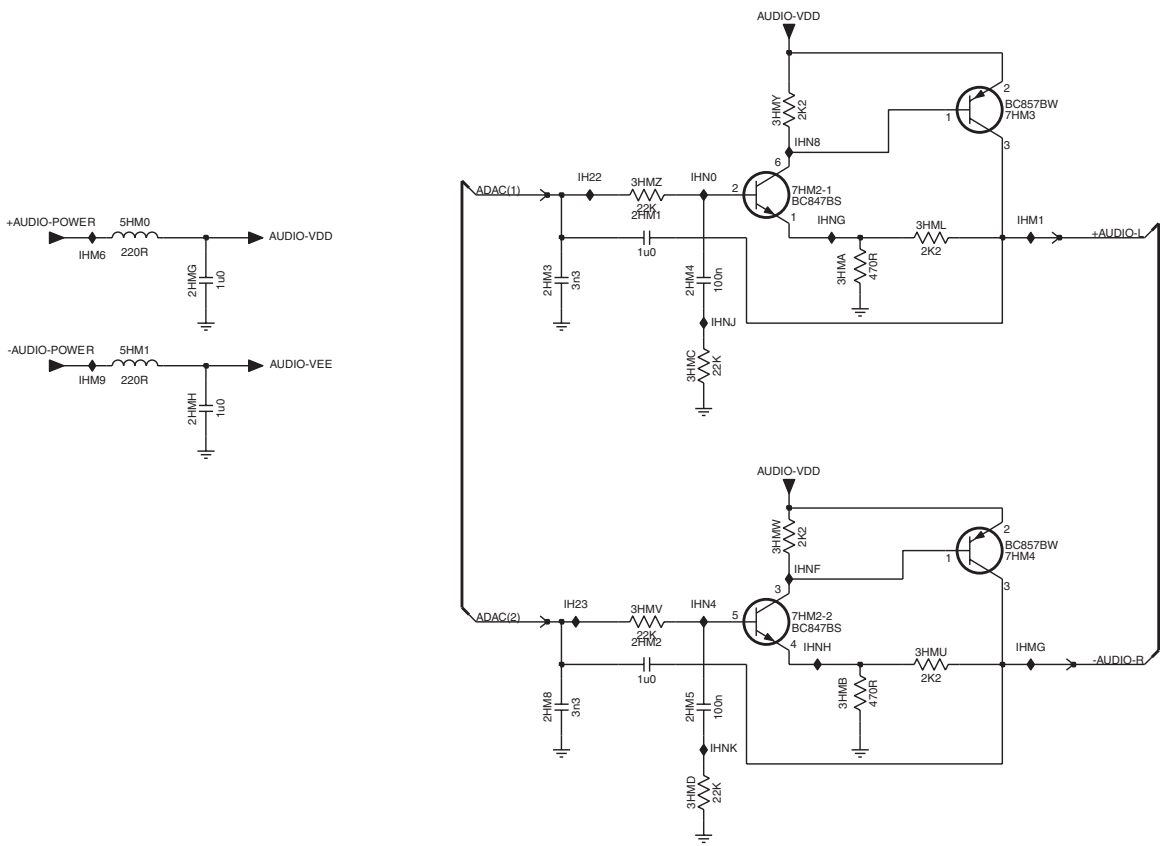 +AUDIO-POWER
IHM6
5HM0
220R
2HMG
1u0
AUDIO-VDD
-AUDIO-POWER
IHM9
5HM1
220R
2HMH
1u0
AUDIO-VEE
AUDIO-VDD
3HMY
2K2
IHN8
1
2
3
BC857BW
7HM3
ADAC(1)
IH22
3HMZ
22K
2HM1
1u0
IHN0
2
6
1
7HM2-1
BC847BS
IHNG
3HML
2K2
IHM1
+AUDIO-L
2HM3
3n3
2HM4
100n
3HMA
470R
IHNJ
3HMC
22K
AUDIO-VDD
3HMW
2K2
IHNF
1
2
3
BC857BW
7HM4
ADAC(2)
IH23
3HMV
22K
2HM2
1u0
IHN4
5
3
4
7HM2-2
BC847BS
IHNH
3HMU
2K2
IHMG
-AUDIO-R
2HM8
3n3
2HM5
100n
3HMB
470R
IHNK
3HMD
22K